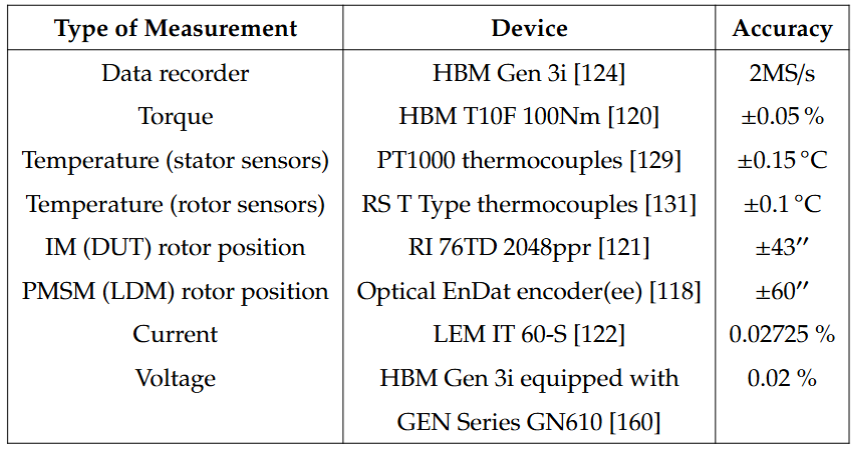 Type of Measurement Device Accuracy
Data recorder HBM Gen 3i [124] 2MS/s
Torque HBM T10F 100Nm [120] ±0.05 %
Temperature (stator sensors) PT1000 thermocouples [129] ±0.15 °C
Temperature (rotor sensors) RS T Type thermocouples [131] ±0.1 °C
IM (DUT) rotor position RI 76TD 2048ppr [121] ±43′′
PMSM (LDM) rotor position Optical EnDat encoder(ee) [118] ±60′′
Current LEM IT 60-S [122] 0.02725 %
Voltage HBM Gen 3i equipped with 0.02 %
GEN Series GN610 [160]